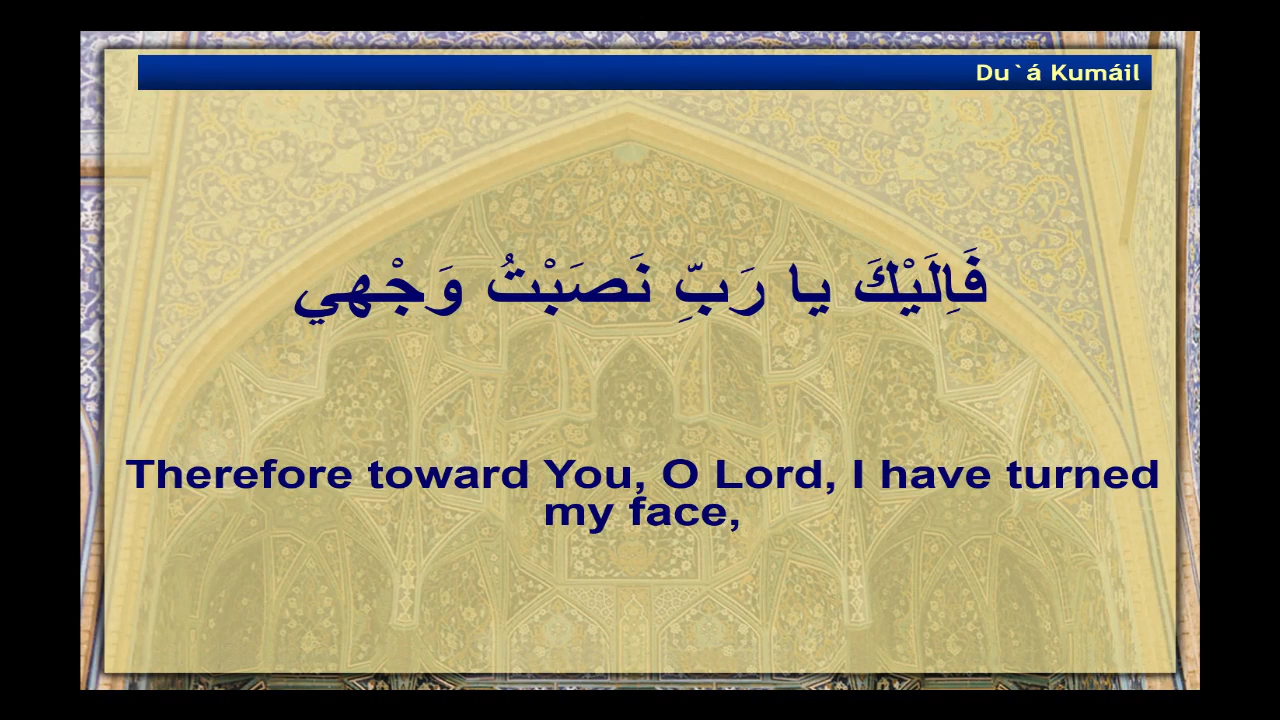 Du`á Kumáil
فَاِلَيْكَ يا رَبِّ نَصَبْتُ وَجْهي
Therefore toward You, O Lord, I have turned
my face,